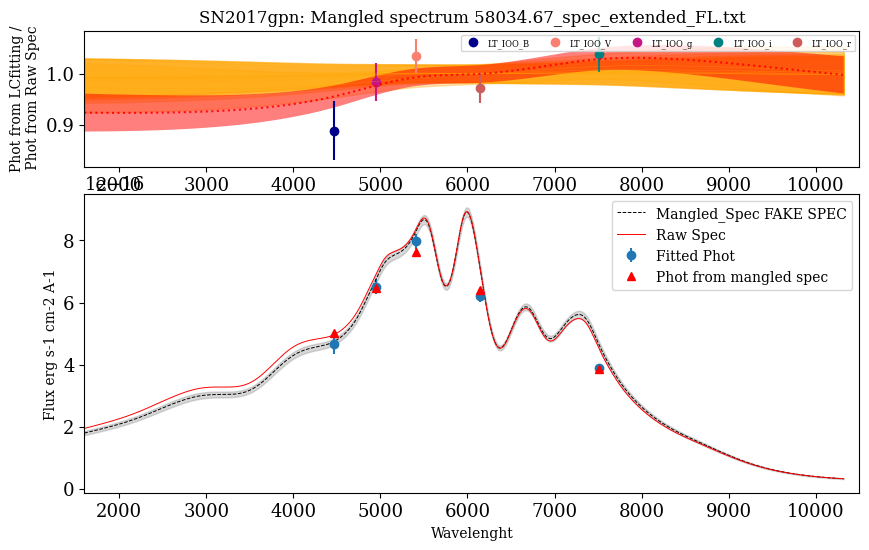 SN2017gpn: Mangled spectrum 58034.67_spec_extended_FL.txt
Phot from LCfitting /
Phot from Raw Spec
1.0
0.9
LT_IOO_B LT_IOO_V LT_IOO_g LT_IOO_i LT_IOO_r
2000 3000 4000 5000 6000 7000 8000 9000 10000
1e−16
Flux erg s-1 cm-2 A-1
8
6
4
2
0
Mangled_Spec FAKE SPEC
Raw Spec
Fitted Phot
Phot from mangled spec
2000 3000 4000 5000 6000 7000 8000 9000 10000
Wavelenght